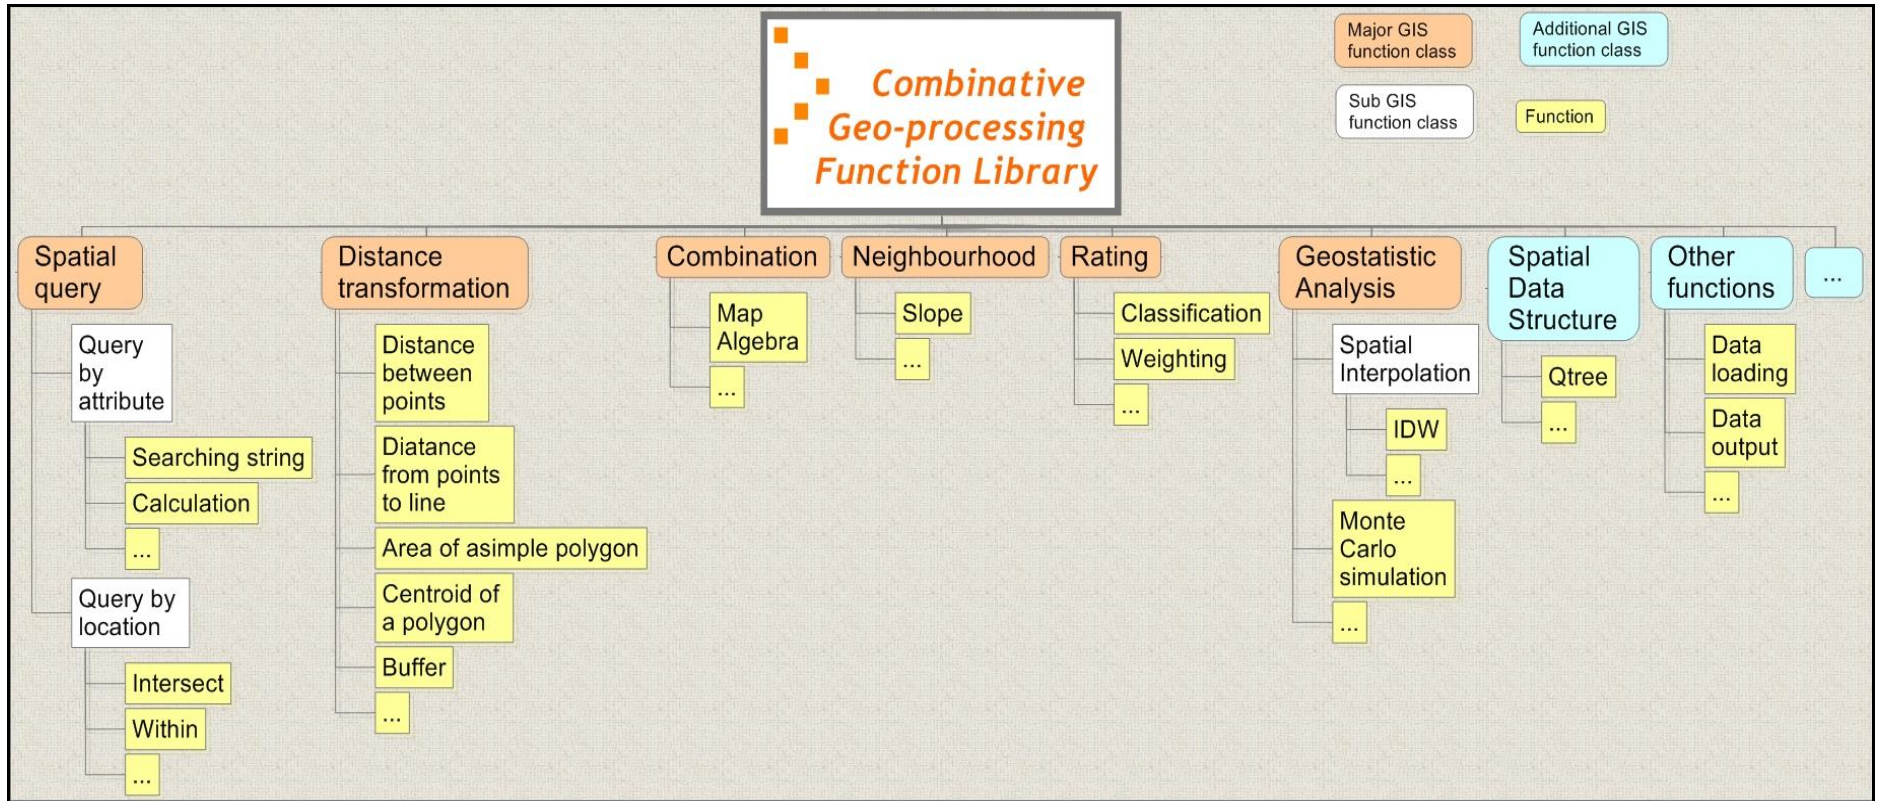 Combinative
Geo-processing
Function Library
Major GIS
function class
Additional GIS
function class
Sub GIS
function class
Function
Spatial
query
Query
by
attribute
Searching string
Calculation
...
Query by
location
Intersect
Within
...
Distance
transformation
Distance
between
points
Diatance
from points
to line
Area of asimple polygon
Centroid of
a polygon
Buffer
...
Combination
Map
Algebra
...
Neighbourhood
Slope
...
Rating
Classification
Weighting
...
Geostatistic
Analysis
Spatial
Interpolation
IDW
...
Monte
Carlo
simulation
...
Spatial
Data
Structure
Qtree
...
Other
functions
Data
loading
Data
output
...
...